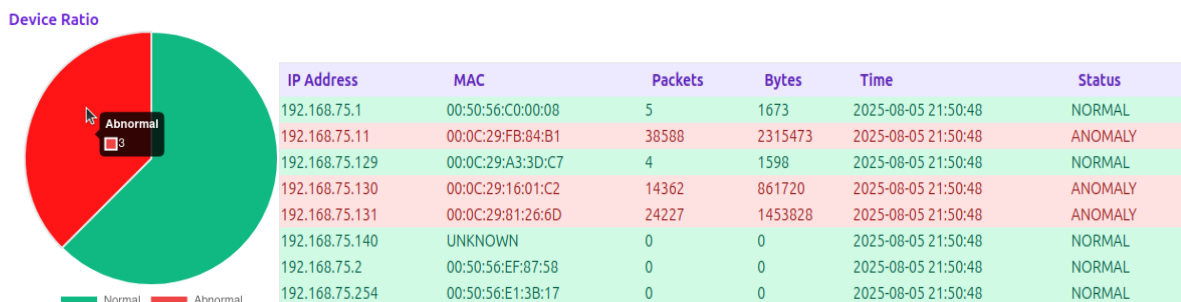 Device Ratio
Abnormal
3
Normal Abnormal
IP Address MAC Packets Bytes Time Status
192.168.75.1 00:50:56:C0:00:08 5 1673 2025-08-05 21:50:48 NORMAL
192.168.75.11 00:0C:29:FB:84:B1 38588 2315473 2025-08-05 21:50:48 ANOMALY
192.168.75.129 00:0C:29:A3:3D:C7 4 1598 2025-08-05 21:50:48 NORMAL
192.168.75.130 00:0C:29:16:01:C2 14362 861720 2025-08-05 21:50:48 ANOMALY
192.168.75.131 00:0C:29:81:26:6D 24227 1453828 2025-08-05 21:50:48 ANOMALY
192.168.75.140 UNKNOWN 0 0 2025-08-05 21:50:48 NORMAL
192.168.75.2 00:50:56:EF:87:58 0 0 2025-08-05 21:50:48 NORMAL
192.168.75.254 00:50:56:E1:3B:17 0 0 2025-08-05 21:50:48 NORMAL